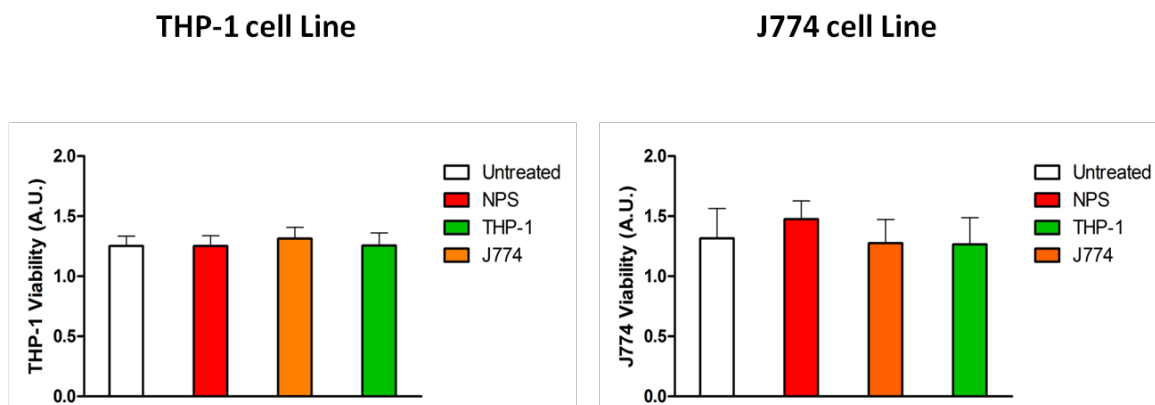 THP-1 cell Line
J774 cell Line
THP-1 Viability (A.U.)
2.0
1.5
1.0
0.5
0.0
Untreated
NPS
THP-1
J774
J774 Viability (A.U.)
2.0
1.5
1.0
0.5
0.0
Untreated
NPS
THP-1
J774